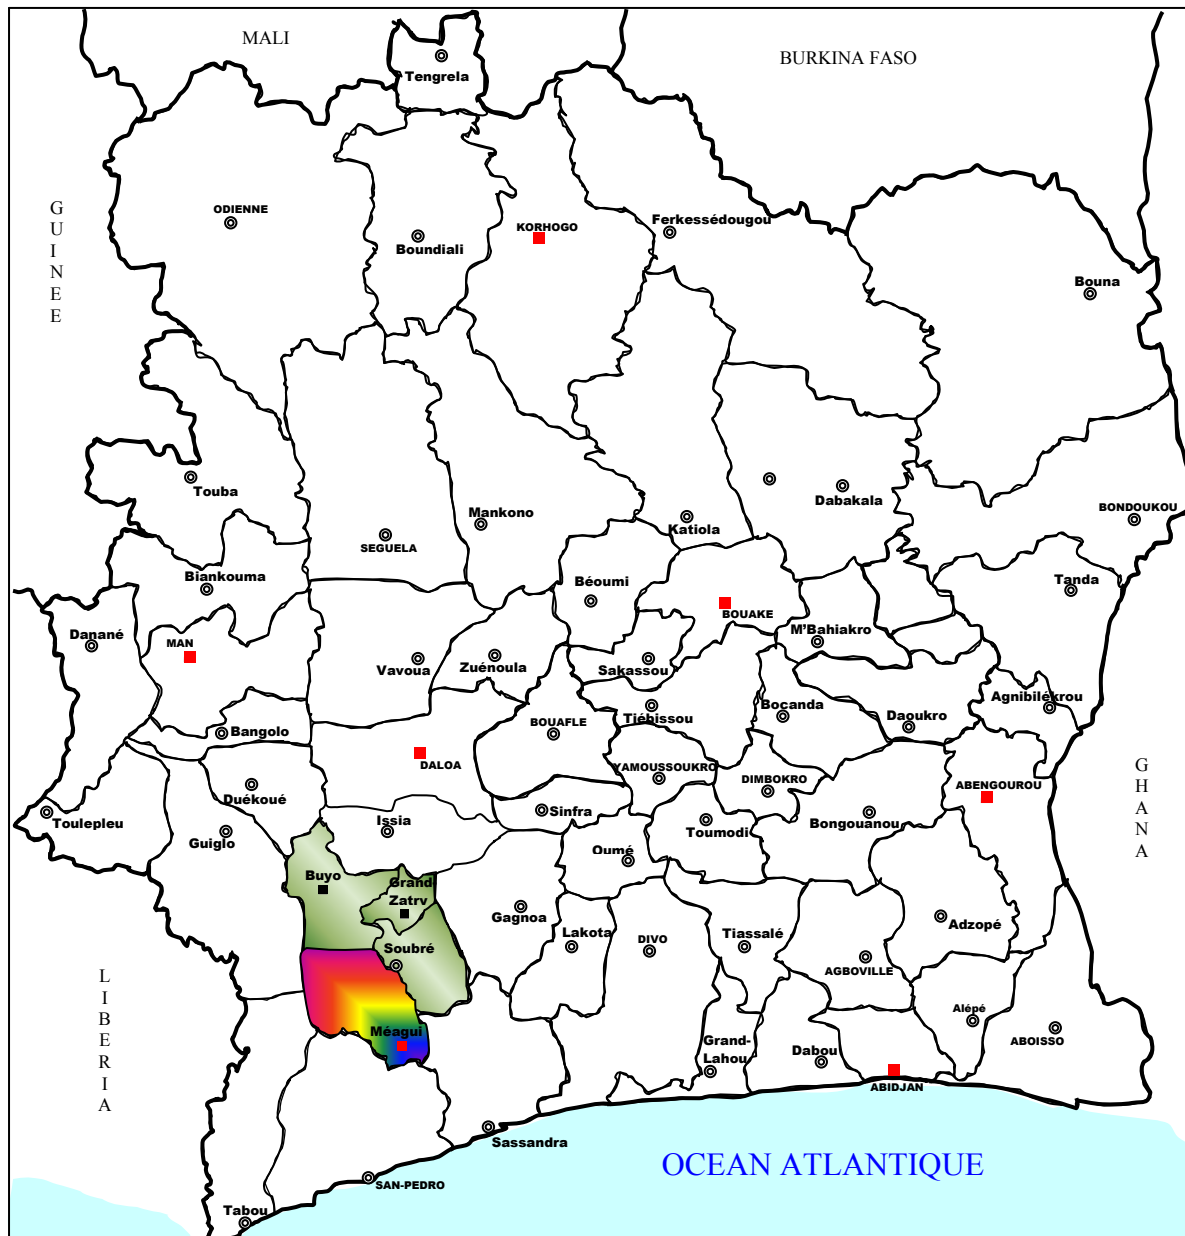 MALI
BURKINA FASO
Tengrela
GUINEE
ODIENNE
Boundiali
KORHOGO
Ferkessédougou
Bouna
Touba
Mankono
SEGUELA
Katiola
Dabakala
BONDOUKOU
Biankouma
Béoumi
BOUAKE
Tanda
Danané
MAN
Vavoua
Zuénoula
Sakassou
M'Bahiakro
Bangolo
BOUAFLE
Tiébissou
Bocanda
Daoukro
Agnibilékrou
DALOA
YAMOUSSOUKRO
DIMBOKRO
ABENGOUROU
GHANA
Duékoué
Toulepleu
Guiglo
Issia
Sinfra
Toumodi
Bongouanou
Oumé
Buyo
Grand
Zatrv
Gagnoa
Lakota
DIVO
Tiassalé
Adzopé
Soubré
AGBOVILLE
LIBERIA
Méagui
Grand-
Lahou
Dabou
Alépé
ABOISSO
ABIDJAN
Sassandra
SAN-PEDRO
Tabou
OCEAN ATLANTIQUE